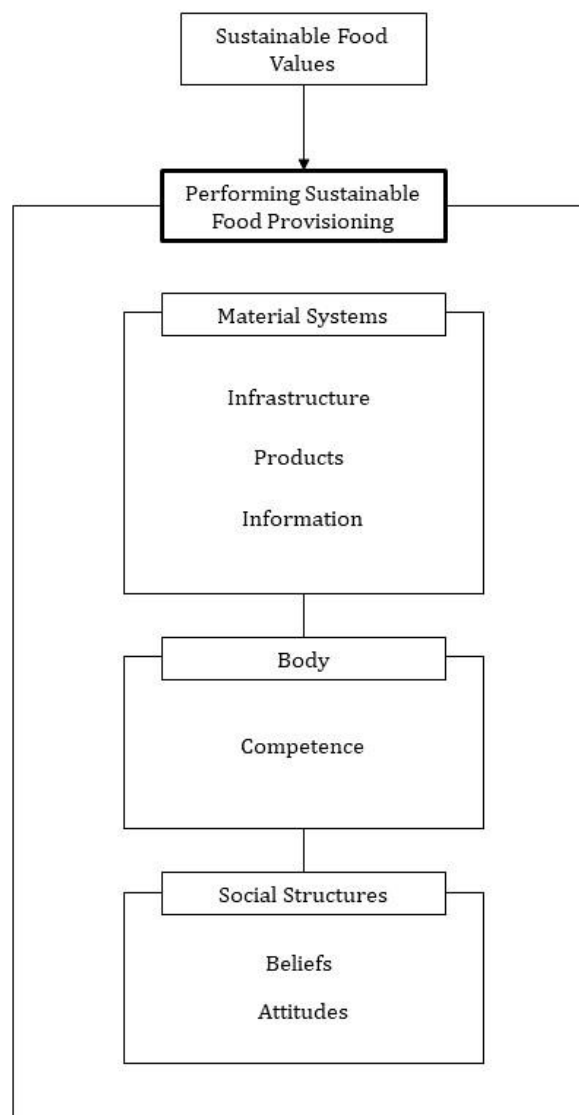 Sustainable Food
Values
Performing Sustainable
Food Provisioning
Material Systems
Infrastructure
Products
Information
Body
Competence
Social Structures
Beliefs
Attitudes